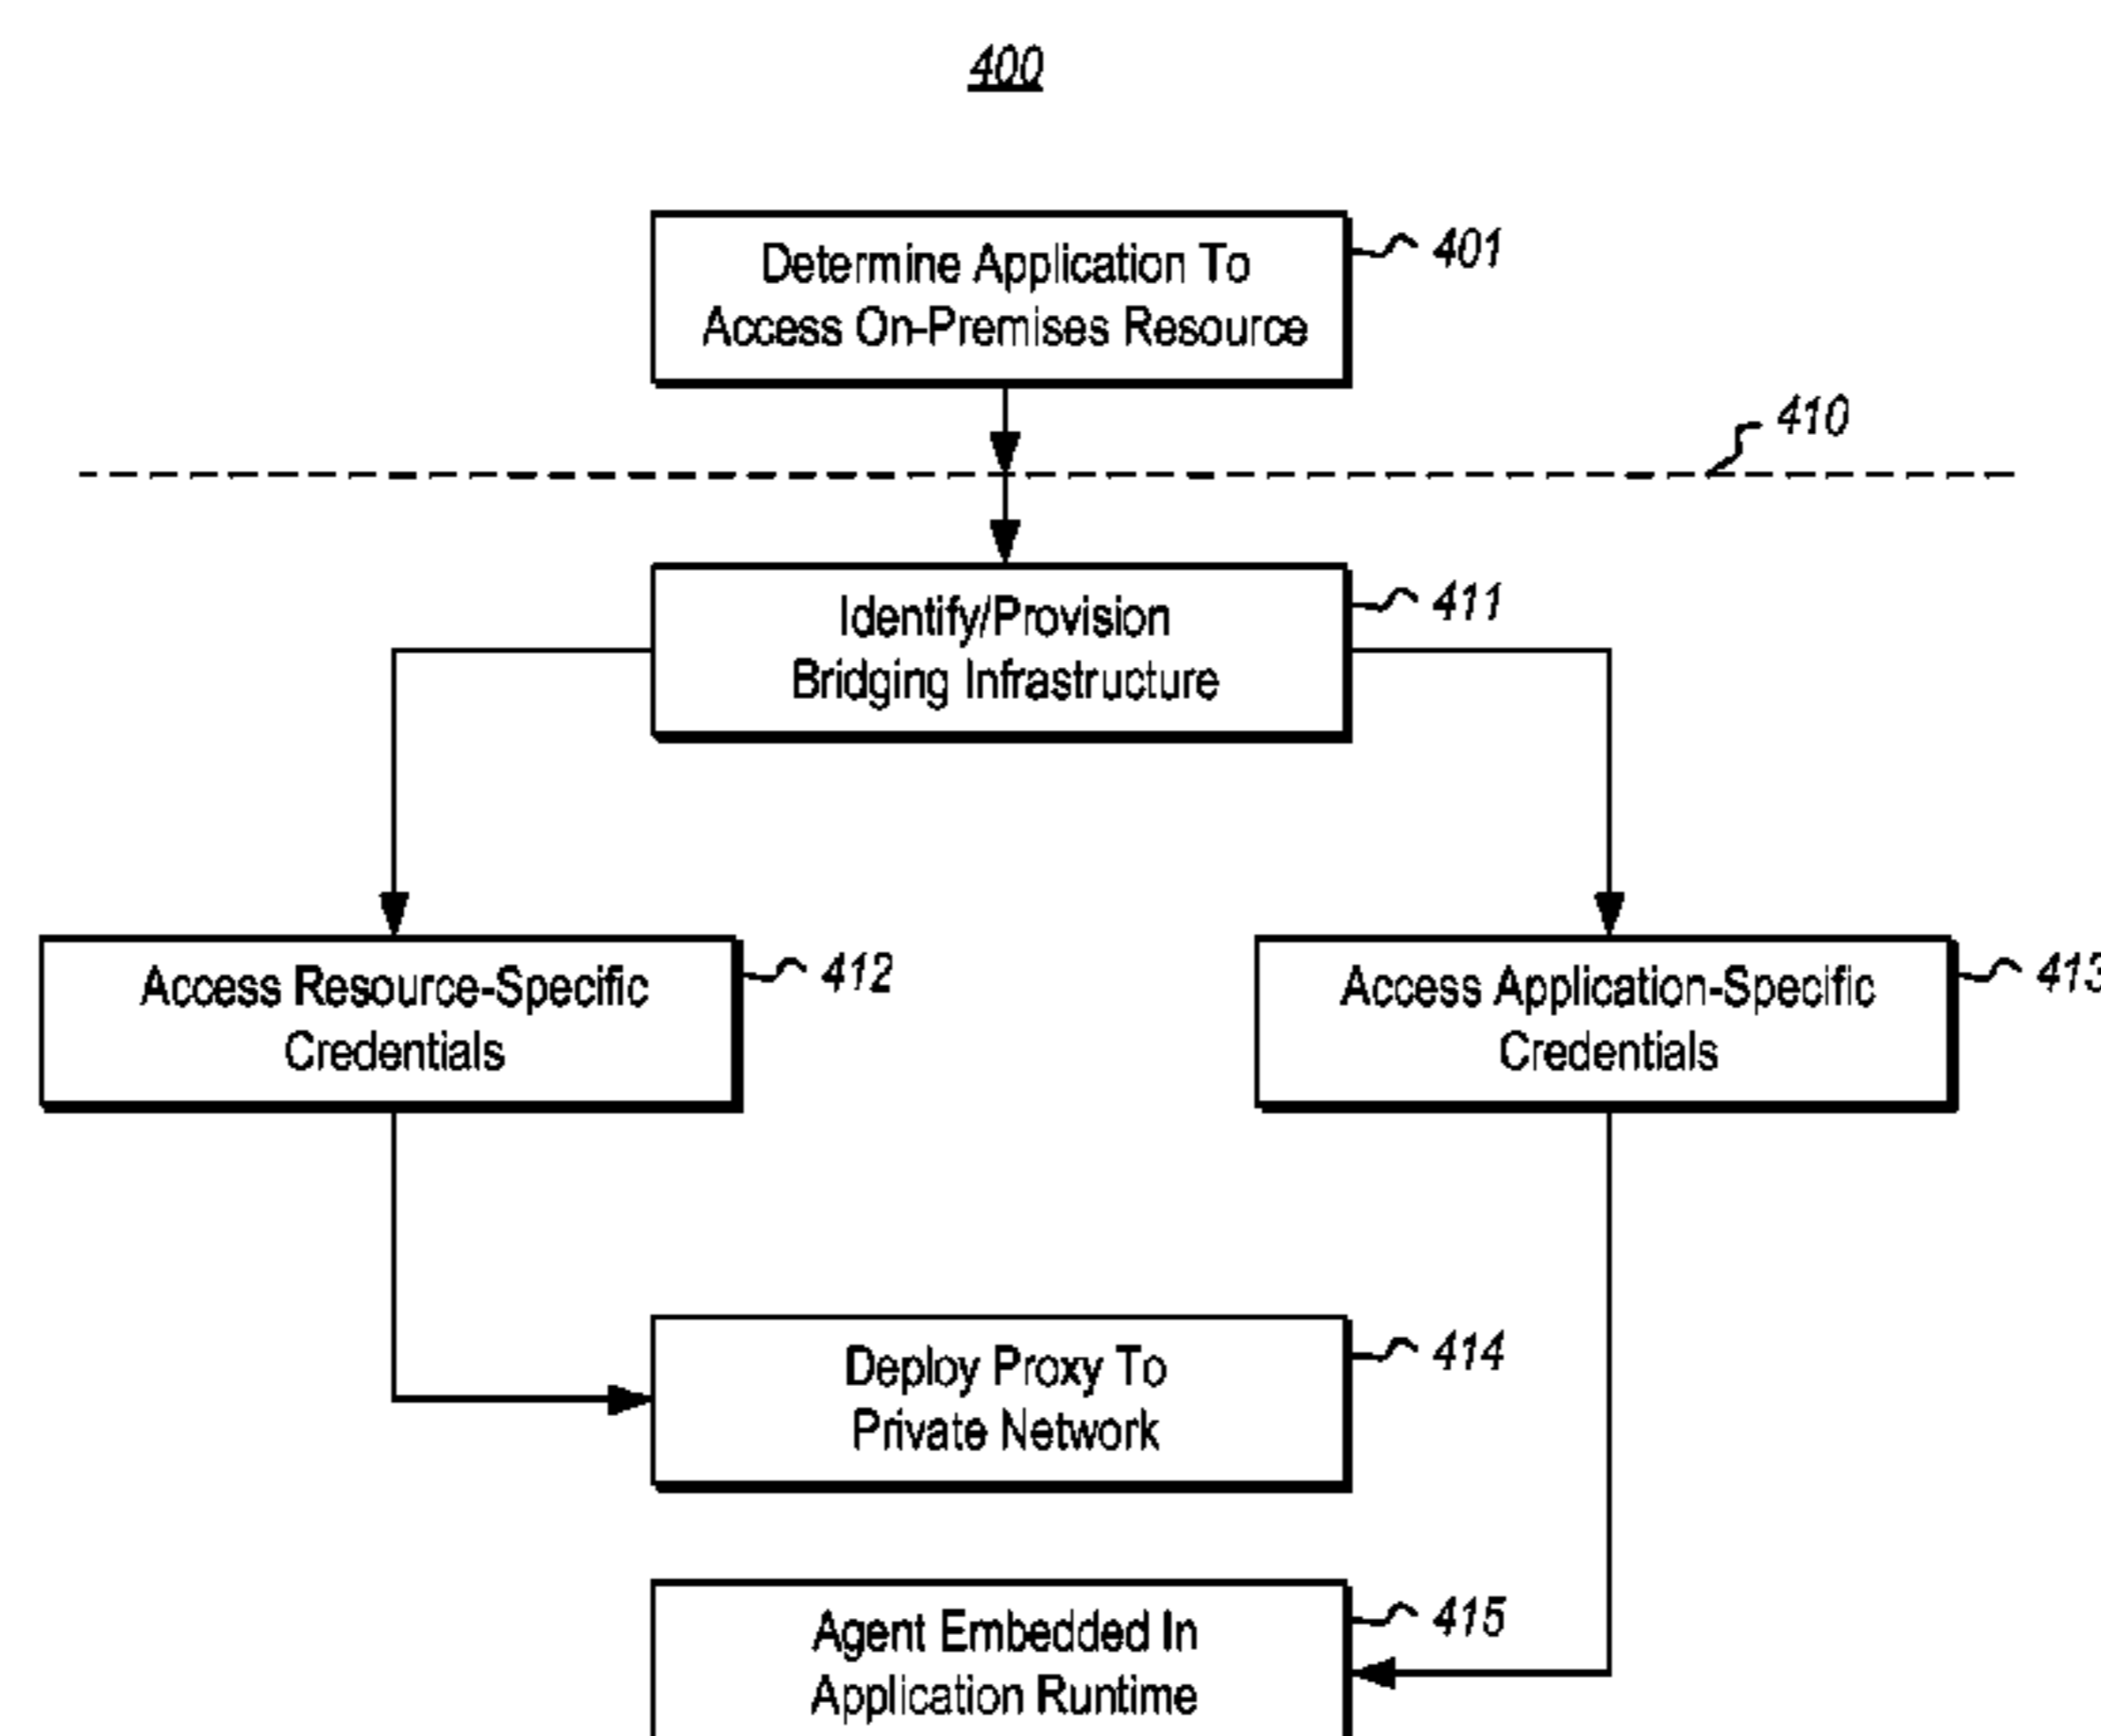 400
Determine Application To
Access On-Premises Resource
401
410
Identify/Provision
Bridging Infrastructure
411
Access Resource-Specific
Credentials
412
Access Application-Specific
Credentials
413
Deploy Proxy To
Private Network
414
Agent Embedded In
Application Runtime
415